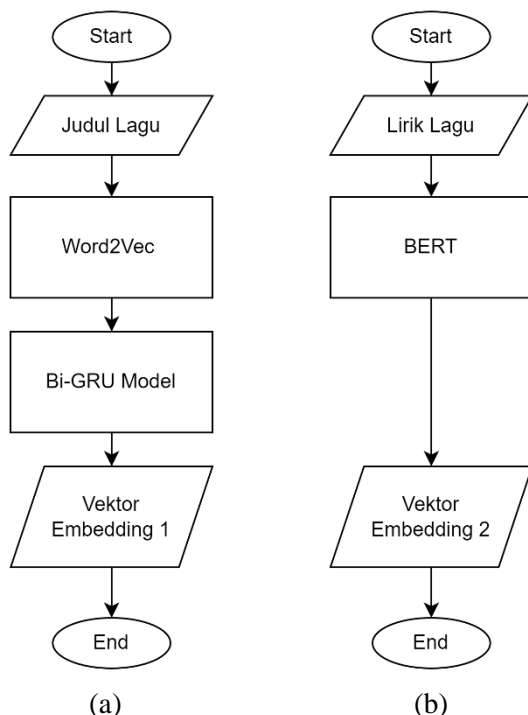 Start
Judul Lagu
Word2Vec
Bi-GRU Model
Vektor
Embedding 1
End
(a)
Start
Lirik Lagu
BERT
Vektor
Embedding 2
End
(b)